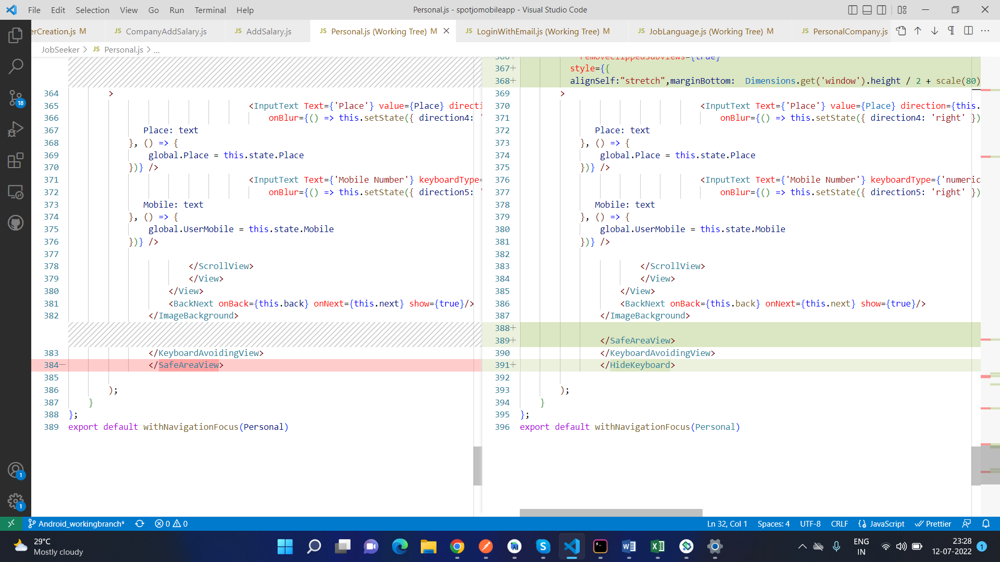 File Edit Selection View Go Run Terminal Help
Personal.js - spotjomobileapp - Visual Studio Code
erCreation.js M
JS CompanyAddSalary.js
JS AddSalary.js
JS Personal.js (Working Tree) M
JS LoginWithEmail.js (Working Tree) M
JS JobLanguage.js (Working Tree) M
JS PersonalCompany.js
JobSeeker > JS Personal.js > ...
364 >
365 <InputText Text={'Place'} value={Place} directi
366 onBlur={() => this.setState({ direction4: '
367 Place: text
368 }, () => {
369 global.Place = this.state.Place
370 })} />
371 <InputText Text={'Mobile Number'} keyboardType=
372 onBlur={() => this.setState({ direction5: '
373 Mobile: text
374 }, () => {
375 global.UserMobile = this.state.Mobile
376 })} />
377
378 </ScrollView>
379 </View>
380 </View>
381 <BackNext onBack={this.back} onNext={this.next} show={true}/>
382 </ImageBackground>
383 </KeyboardAvoidingView>
384− </SafeAreaView>
385
386 );
387 }
388 };
389 export default withNavigationFocus(Personal)
366+ removeClippedSubviews={true}
367+ style={{
368+ alignSelf:"stretch",marginBottom: Dimensions.get('window').height / 2 + scale(80)
369 >
370 <InputText Text={'Place'} value={Place} direction={this.
371 onBlur={() => this.setState({ direction4: 'right' })
372 Place: text
373 }, () => {
374 global.Place = this.state.Place
375 })} />
376 <InputText Text={'Mobile Number'} keyboardType={'numeric
377 onBlur={() => this.setState({ direction5: 'right' })
378 Mobile: text
379 }, () => {
380 global.UserMobile = this.state.Mobile
381 })} />
382
383 </ScrollView>
384 </View>
385 </View>
386 <BackNext onBack={this.back} onNext={this.next} show={true}/>
387 </ImageBackground>
388+
389+ </SafeAreaView>
390 </KeyboardAvoidingView>
391+ </HideKeyboard>
392
393 );
394 }
395 };
396 export default withNavigationFocus(Personal)
18
1
1
Android_workingbranch* 0 0
Ln 32, Col 1 Spaces: 4 UTF-8 CRLF {} JavaScript Prettier
29°C
Mostly cloudy
ENG
IN
23:28
12-07-2022
1